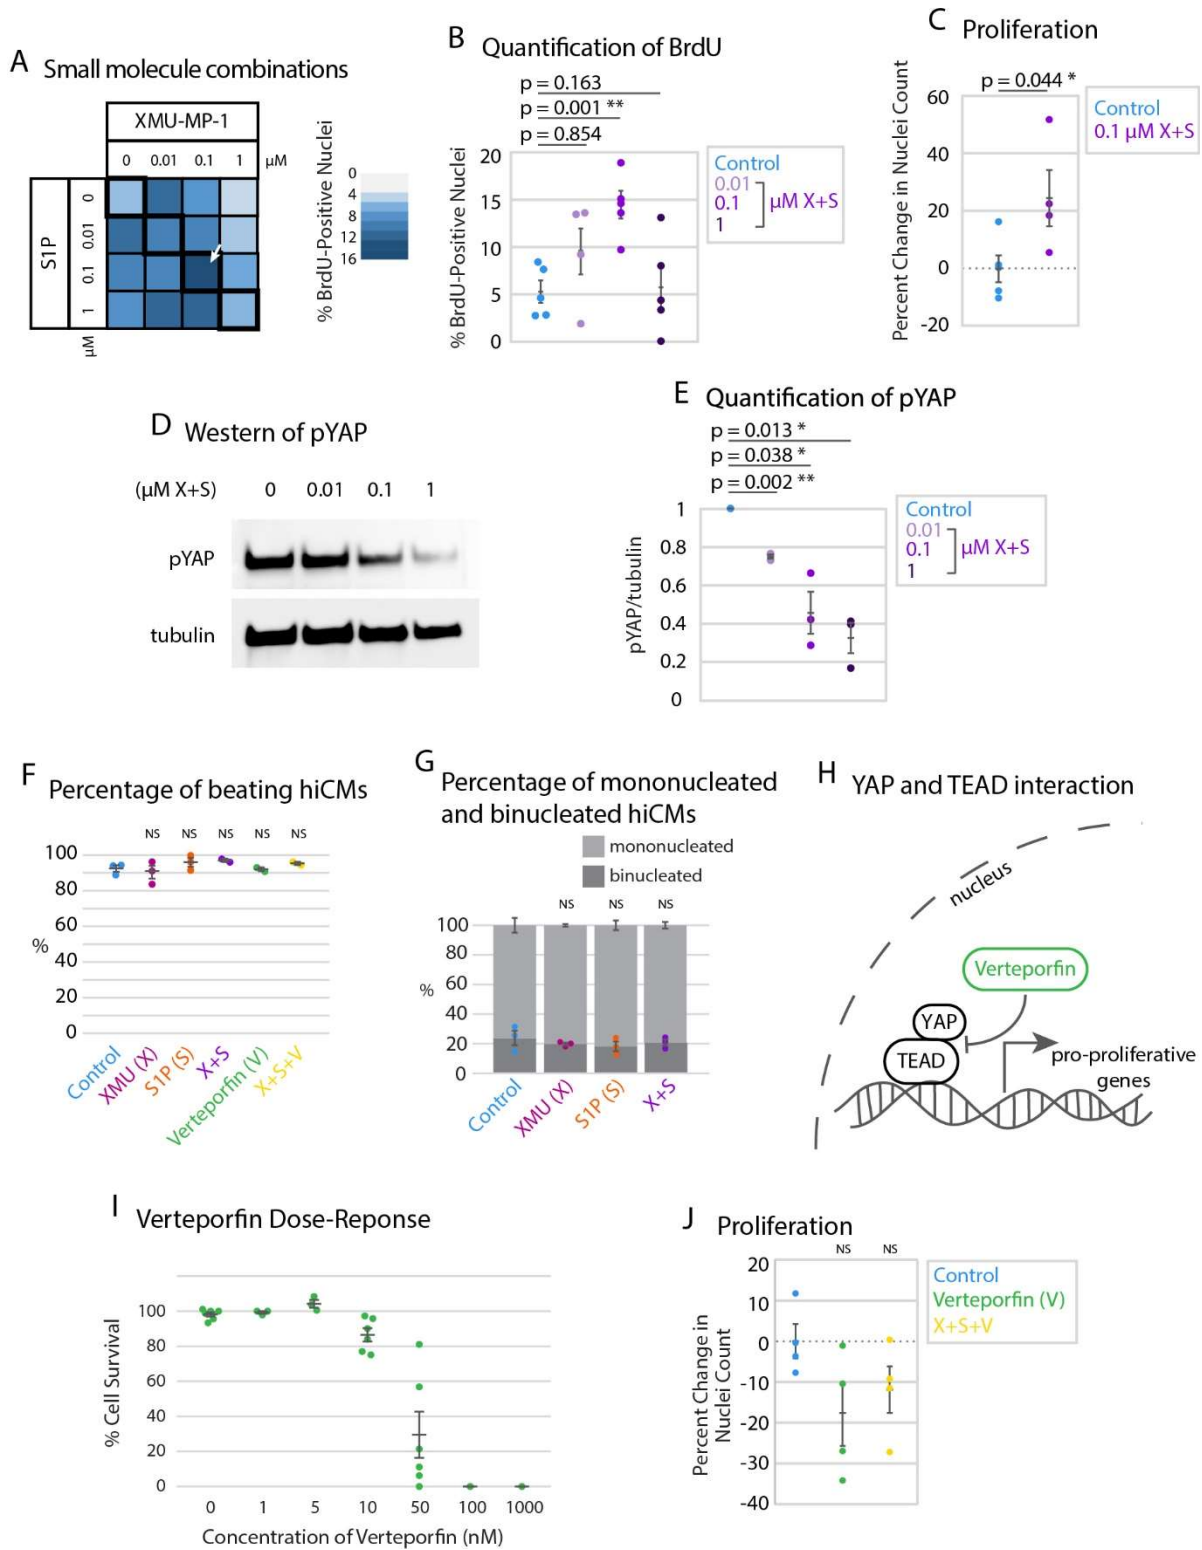 A Small molecule combinations
XMU-MP-1
0 0.01 0.1 1 µM
S1P
0
0.01
0.1
1
µM
% BrdU-Positive Nuclei
0
4
8
12
16
B Quantification of BrdU
p = 0.163
p = 0.001 **
p = 0.854
% BrdU-Positive Nuclei
20
15
10
5
0
Control
0.01
0.1
1
µM X+S
C Proliferation
p = 0.044 *
Percent Change in Nuclei Count
60
40
20
0
-20
Control
0.1 µM X+S
D Western of pYAP
(µM X+S) 0 0.01 0.1 1
pYAP
tubulin
E Quantification of pYAP
p = 0.013 *
p = 0.038 *
p = 0.002 **
pYAP/tubulin
1
0.8
0.6
0.4
0.2
0
Control
0.01
0.1
1
µM X+S
F Percentage of beating hiCMs
NS NS NS NS NS
%
100
80
60
40
20
0
Control
XMU (X)
S1P (S)
X+S
Verteporfin (V)
X+S+V
G Percentage of mononucleated
and binucleated hiCMs
mononucleated
binucleated
NS NS NS
%
100
80
60
40
20
0
Control
XMU (X)
S1P (S)
X+S
H YAP and TEAD interaction
nucleus
Verteporfin
YAP
TEAD
pro-proliferative
genes
I Verteporfin Dose-Reponse
% Cell Survival
100
80
60
40
20
0
0 1 5 10 50 100 1000
Concentration of Verteporfin (nM)
J Proliferation
NS NS
Percent Change in
Nuclei Count
20
10
0
-10
-20
-30
-40
Control
Verteporfin (V)
X+S+V